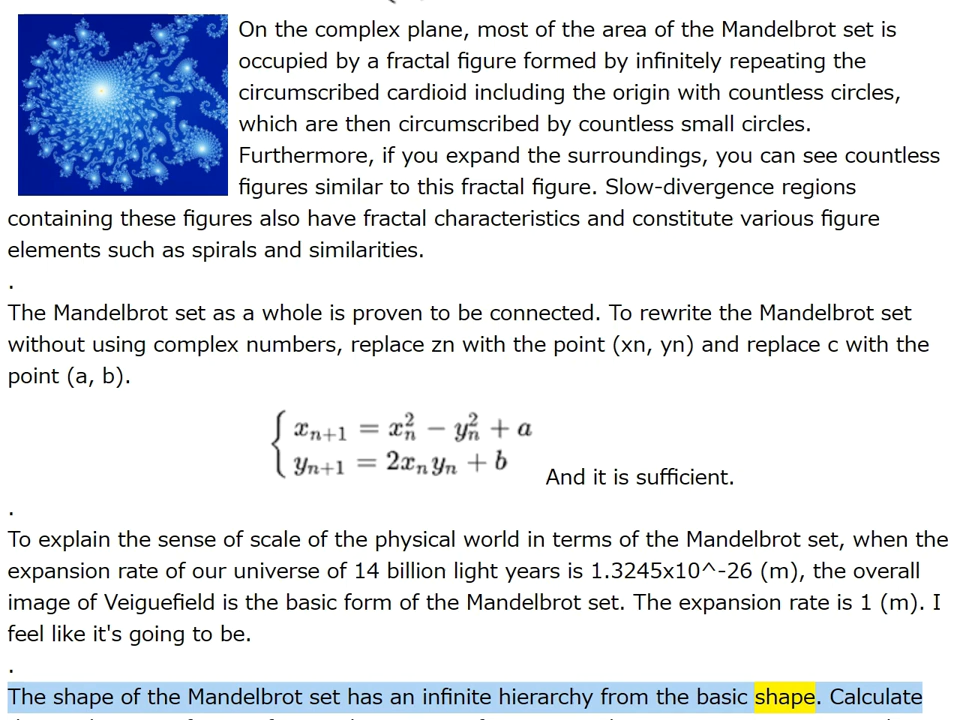 On the complex plane, most of the area of the Mandelbrot set is
occupied by a fractal figure formed by infinitely repeating the
circumscribed cardioid including the origin with countless circles,
which are then circumscribed by countless small circles.
Furthermore, if you expand the surroundings, you can see countless
figures similar to this fractal figure. Slow-divergence regions
containing these figures also have fractal characteristics and constitute various figure
elements such as spirals and similarities.
.
The Mandelbrot set as a whole is proven to be connected. To rewrite the Mandelbrot set
without using complex numbers, replace zn with the point (xn, yn) and replace c with the
point (a, b).
{ x_{n+1} = x_n^2 − y_n^2 + a
y_{n+1} = 2x_n y_n + b
And it is sufficient.
.
To explain the sense of scale of the physical world in terms of the Mandelbrot set, when the
expansion rate of our universe of 14 billion light years is 1.3245x10^-26 (m), the overall
image of Veiguefield is the basic form of the Mandelbrot set. The expansion rate is 1 (m). I
feel like it's going to be.
.
The shape of the Mandelbrot set has an infinite hierarchy from the basic shape. Calculate